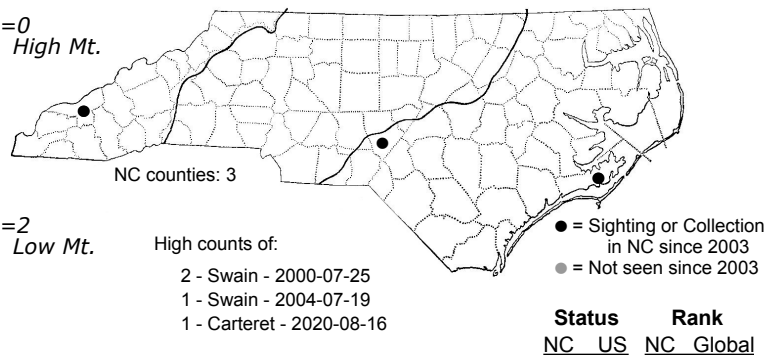 =0
High Mt.
NC counties: 3
=2
Low Mt.
High counts of:
2 - Swain - 2000-07-25
1 - Swain - 2004-07-19
1 - Carteret - 2020-08-16
= Sighting or Collection
in NC since 2003
= Not seen since 2003
Status Rank
NC US NC Global